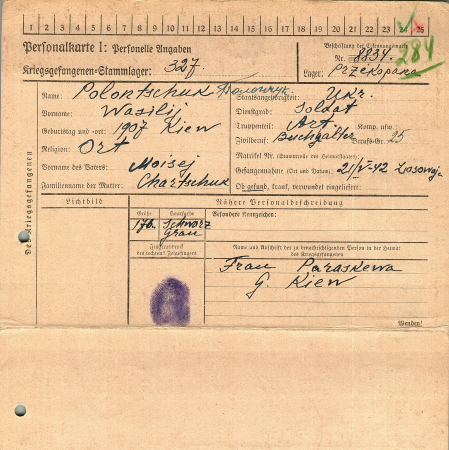 1 2 3 4 5 6 7 8 9 10 11 12 13 14 15 16 17 18 19 20 21 22 23 24 25
Personalkarte I: Personelle Angaben
Beschriftung der Erkennungsmarke
Nr. 8834
284
Kriegsgefangenen-Stammlager: 327.
Lager: Przekopana
Name: Polontschuk Полончук
Staatsangehörigkeit: Ukr.
Vorname: Wasilij
Dienstgrad: Soldat
Geburtstag und -ort: 1907 Kiew
Truppenteil: Art. Komp. usw.:
Religion: Ort
Zivilberuf: Buchhalter Berufs-Gr. 25
Matrikel Nr. (Stammrolle des Heimatstaates)
Vorname des Vaters: Moisej
Gefangennahme (Ort und Datum): 21/V-42 Losowaja
Familienname der Mutter: Chartschuk
Ob gesund, krank, verwundet eingeliefert:
Des Kriegsgefangenen
Lichtbild
Nähere Personalbeschreibung
Größe
Haarfarbe
Besondere Kennzeichen:
176.
Schwarz
Grau
Fingerabdruck
des rechten Zeigefingers
Name und Anschrift der zu benachrichtigenden Person in der Heimat
des Kriegsgefangenen
Frau Paraskewa
G. Kiew
Wenden!